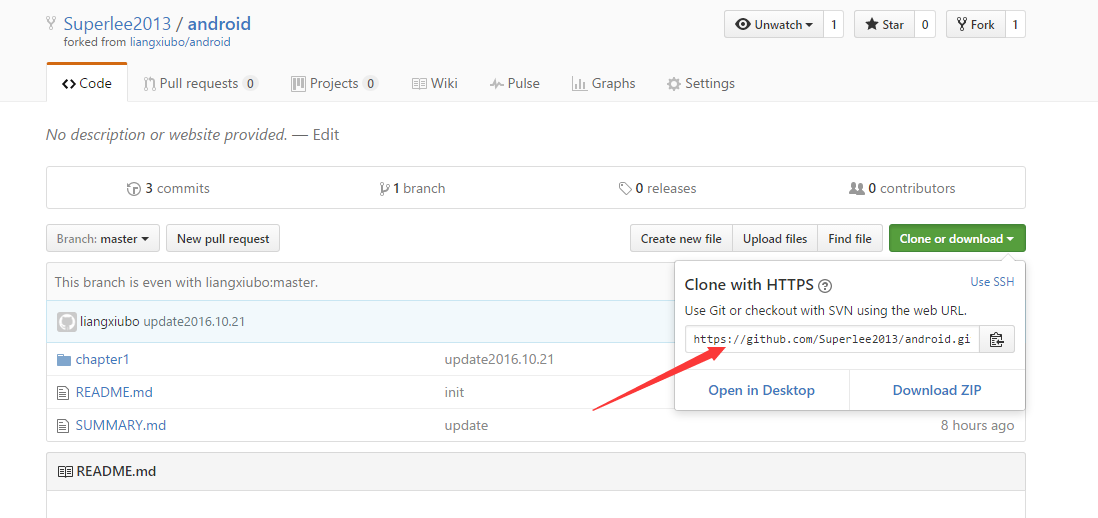 Superlee2013 / android
forked from liangxiubo/android
Unwatch 1 Star 0 Fork 1
Code Pull requests 0 Projects 0 Wiki Pulse Graphs Settings
No description or website provided. — Edit
3 commits 1 branch 0 releases 0 contributors
Branch: master New pull request Create new file Upload files Find file Clone or download
This branch is even with liangxiubo:master.
liangxiubo update2016.10.21
chapter1 update2016.10.21
README.md init
SUMMARY.md update 8 hours ago
Clone with HTTPS ? Use SSH
Use Git or checkout with SVN using the web URL.
https://github.com/Superlee2013/android.gi
Open in Desktop Download ZIP
README.md